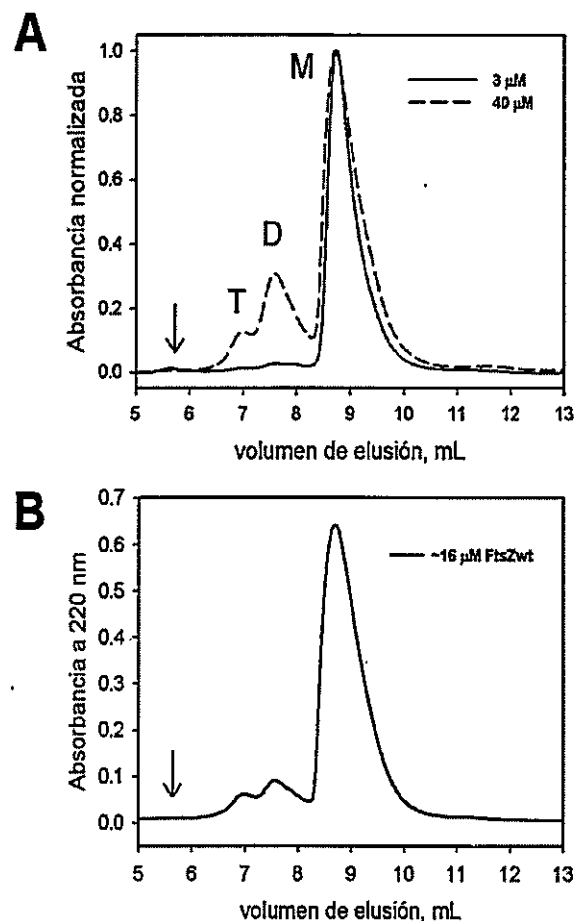 A
Absorbancia normalizada
1.0
0.8
0.6
0.4
0.2
0.0
M
D
T
3 µM
40 µM
5 6 7 8 9 10 11 12 13
volumen de elusión, mL
B
Absorbancia a 220 nm
0.7
0.6
0.5
0.4
0.3
0.2
0.1
0.0
~16 µM FtsZwt
5 6 7 8 9 10 11 12 13
volumen de elusión, mL